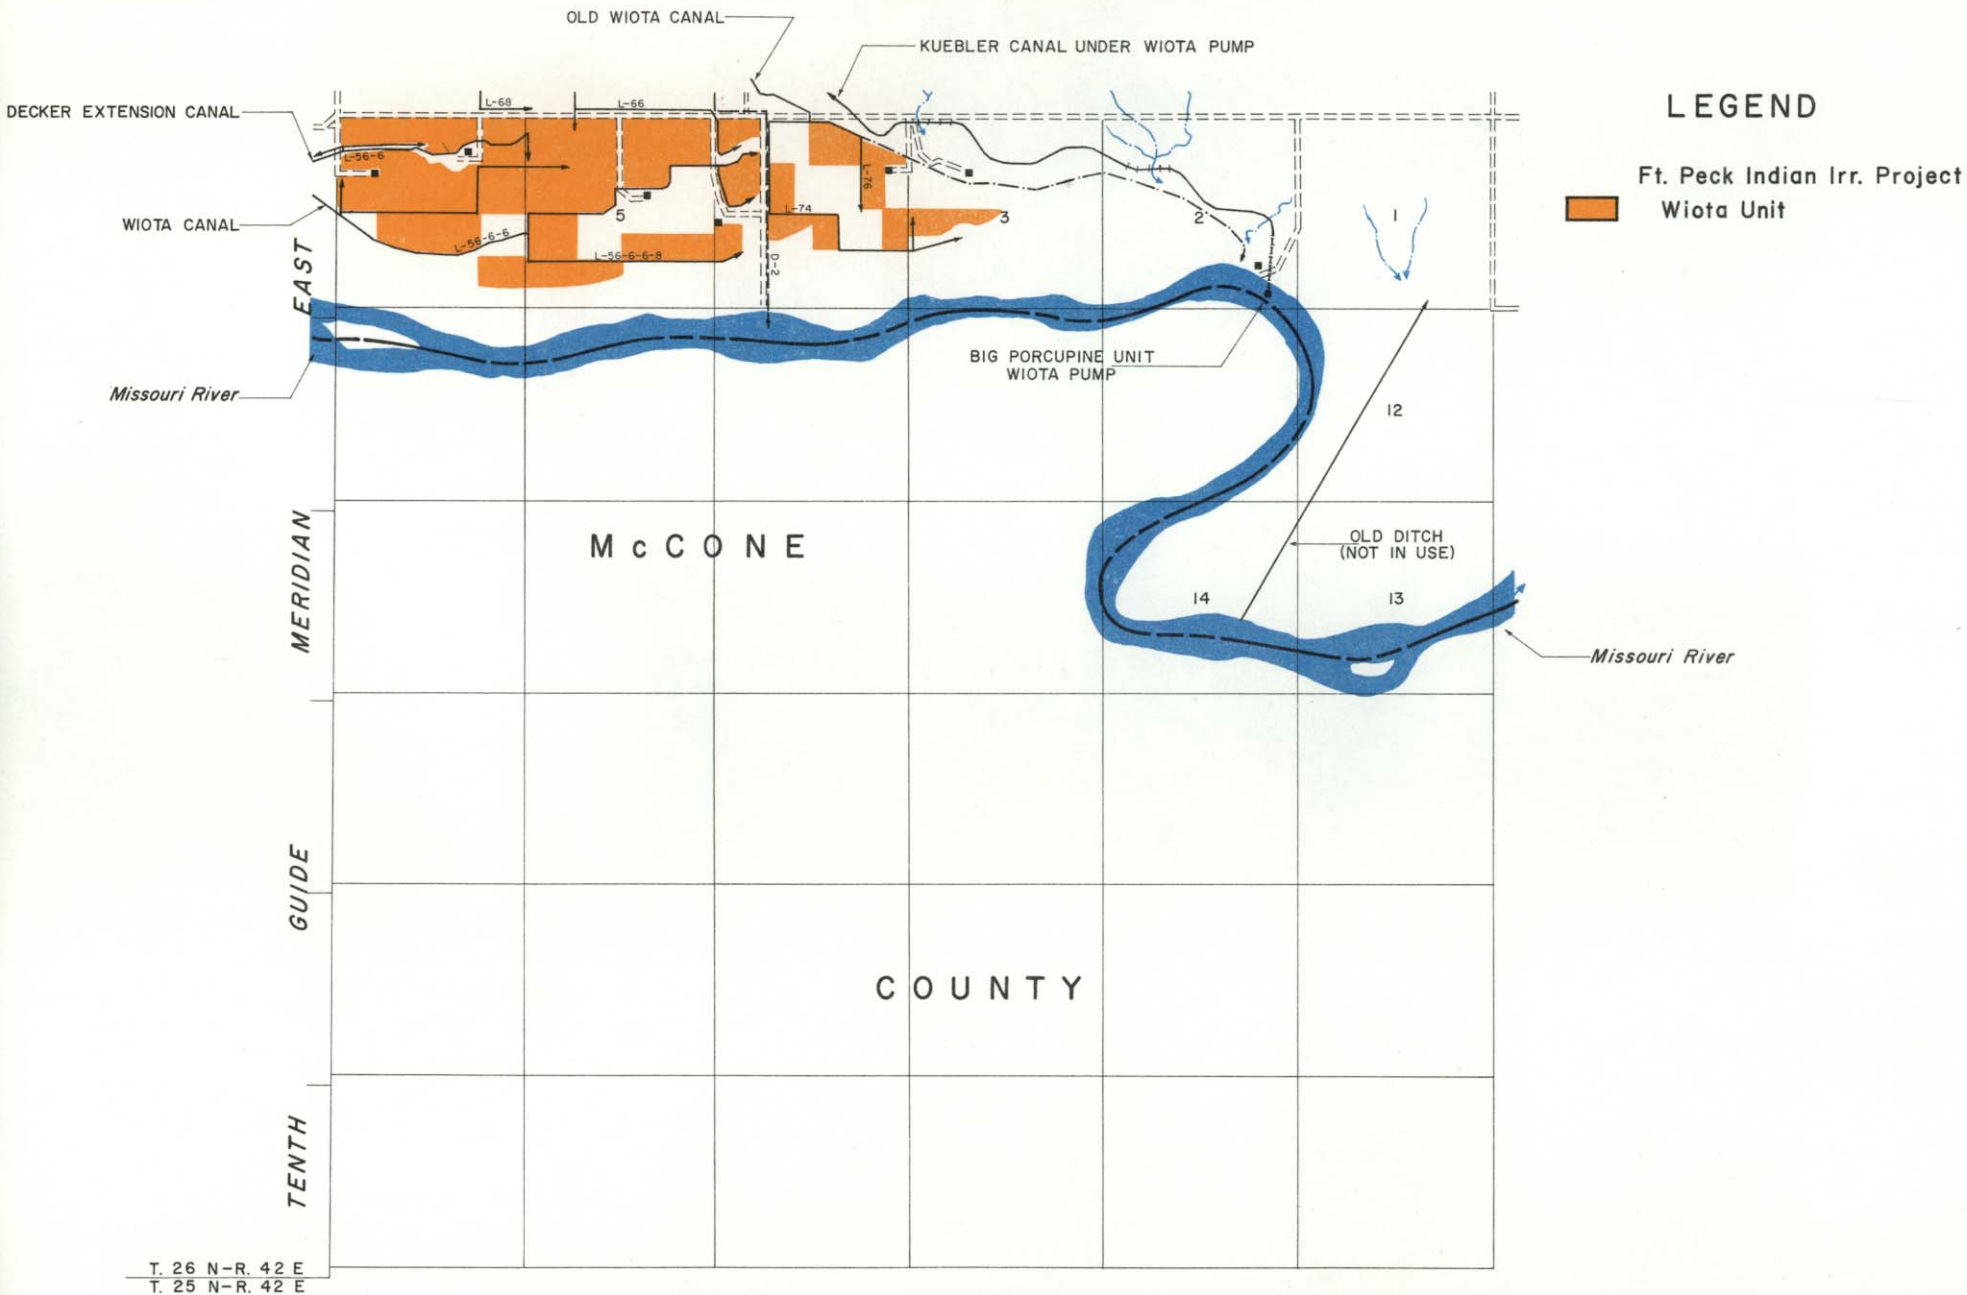 OLD WIOTA CANAL
KUEBLER CANAL UNDER WIOTA PUMP
DECKER EXTENSION CANAL
L-68
L-66
LEGEND
Ft. Peck Indian Irr. Project
Wiota Unit
L-56-6
L-76
WIOTA CANAL
5
L-74
3
2
1
L-56-6-6
L-56-6-6-8
D-2
EAST
BIG PORCUPINE UNIT
WIOTA PUMP
Missouri River
12
MERIDIAN
McCONE
OLD DITCH
(NOT IN USE)
14
13
Missouri River
GUIDE
COUNTY
TENTH
T. 26 N-R. 42 E
T. 25 N-R. 42 E